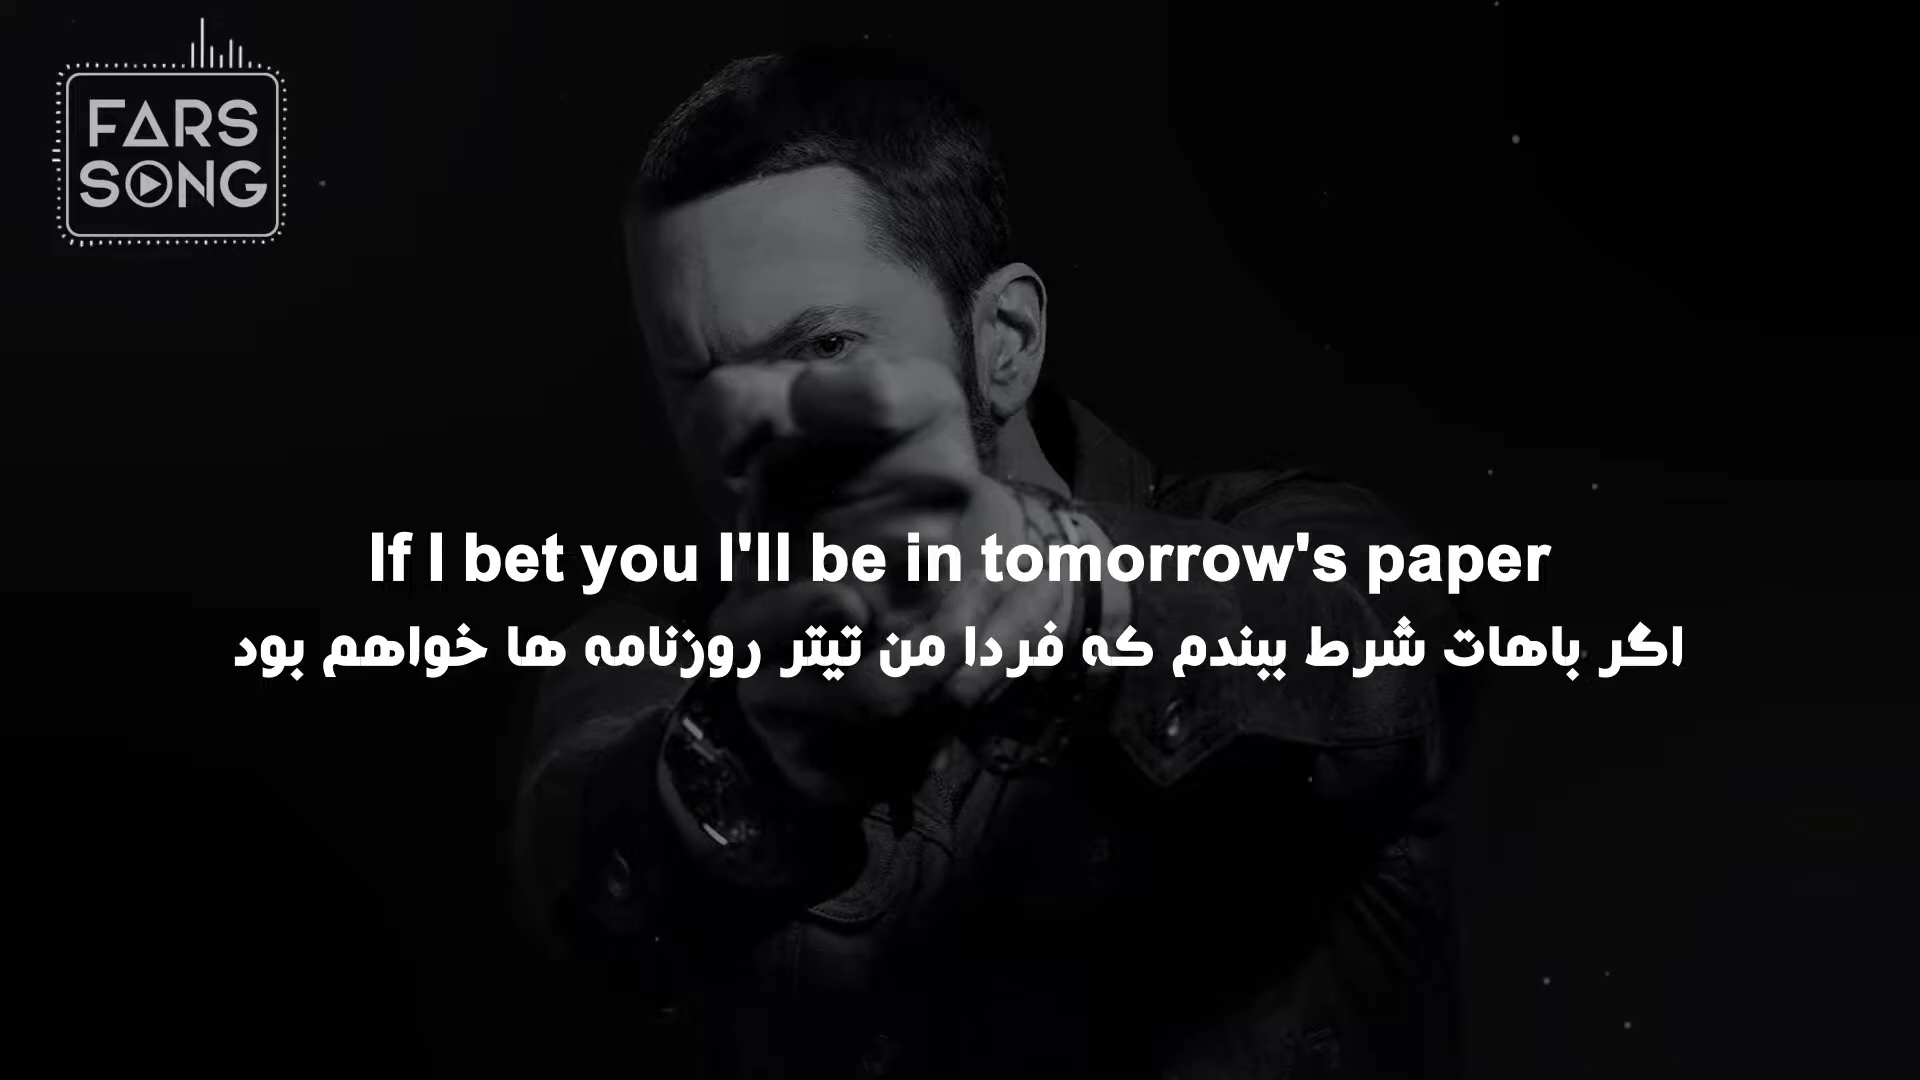 FARS
SONG
If I bet you I'll be in tomorrow's paper
اگر باهات شرط ببندم که فردا من تیتر روزنامه ها خواهم بود